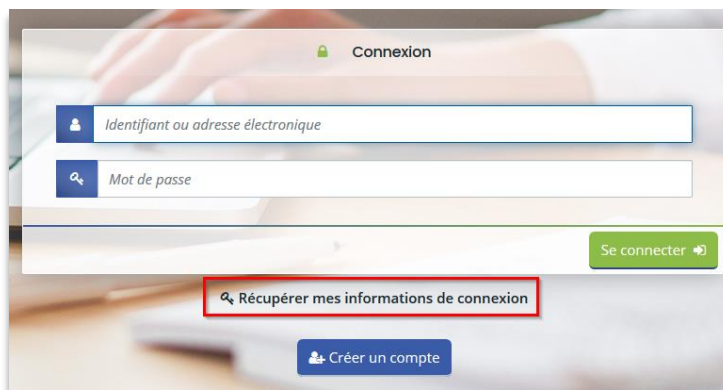 Connexion
Identifiant ou adresse électronique
Mot de passe
Se connecter
Récupérer mes informations de connexion
Créer un compte